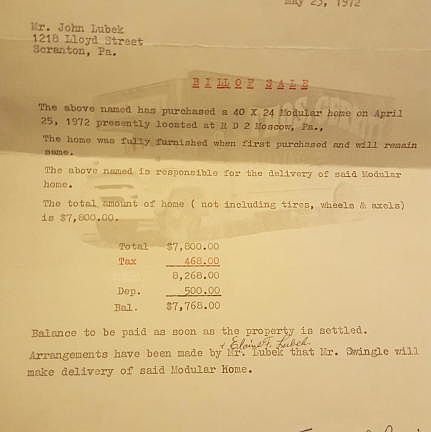 May 25, 1972
Mr. John Lubek
1218 Lloyd Street
Scranton, Pa.
BILL OF SALE
The above named has purchased a 40 X 24 Modular home on April
25, 1972 presently located at R D 2 Moscow, Pa.,
The home was fully furnished when first purchased and will remain
same.
The above named is responsible for the delivery of said Modular
home.
The total amount of home ( not including tires, wheels & axels)
is $7,800.00.
Total $7,800.00
Tax 468.00
8,268.00
Dep. 500.00
Bal. $7,768.00
Balance to be paid as soon as the property is settled.
+ Elaine F. Lubek
Arrangements have been made by Mr. Lubek that Mr. Swingle will
make delivery of said Modular Home.